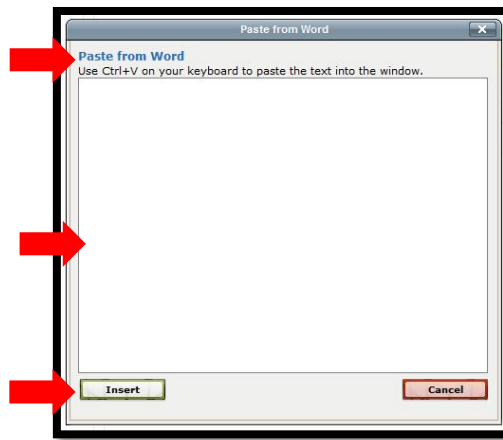 Paste from Word
Paste from Word
Use Ctrl+V on your keyboard to paste the text into the window.
Insert Cancel